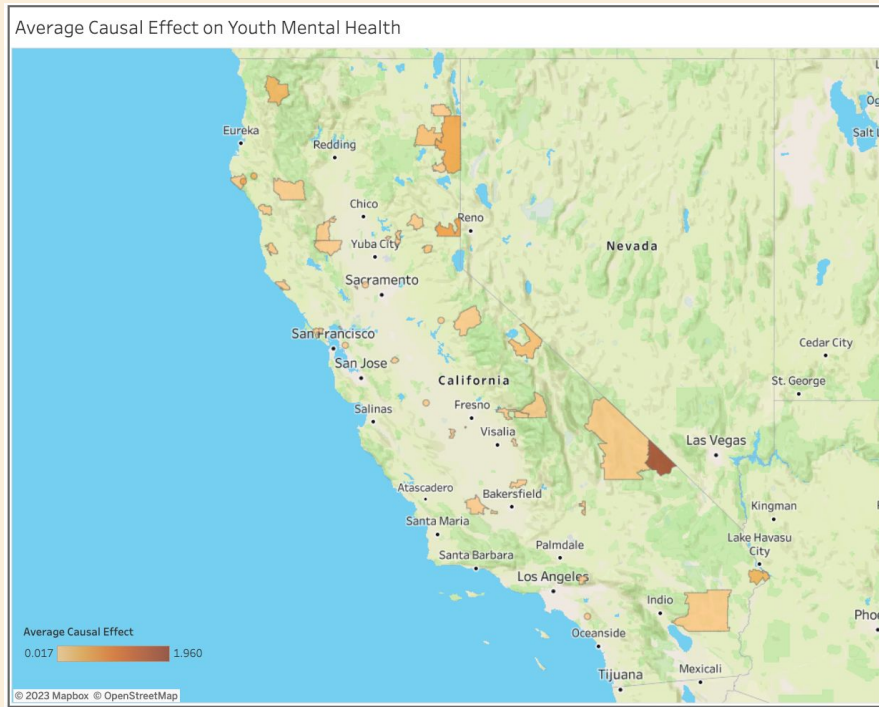 Average Causal Effect on Youth Mental Health
Eureka
Redding
Chico
Reno
Yuba City
Nevada
Sacramento
San Francisco
San Jose
California
Salinas
Fresno
Visalia
Cedar City
St. George
Las Vegas
Atascadero
Bakersfield
Santa Maria
Kingman
Lake Havasu
City
Palmdale
Santa Barbara
Los Angeles
Indio
Oceanside
Tijuana
Mexicali
Average Causal Effect
0.017 1.960
© 2023 Mapbox © OpenStreetMap